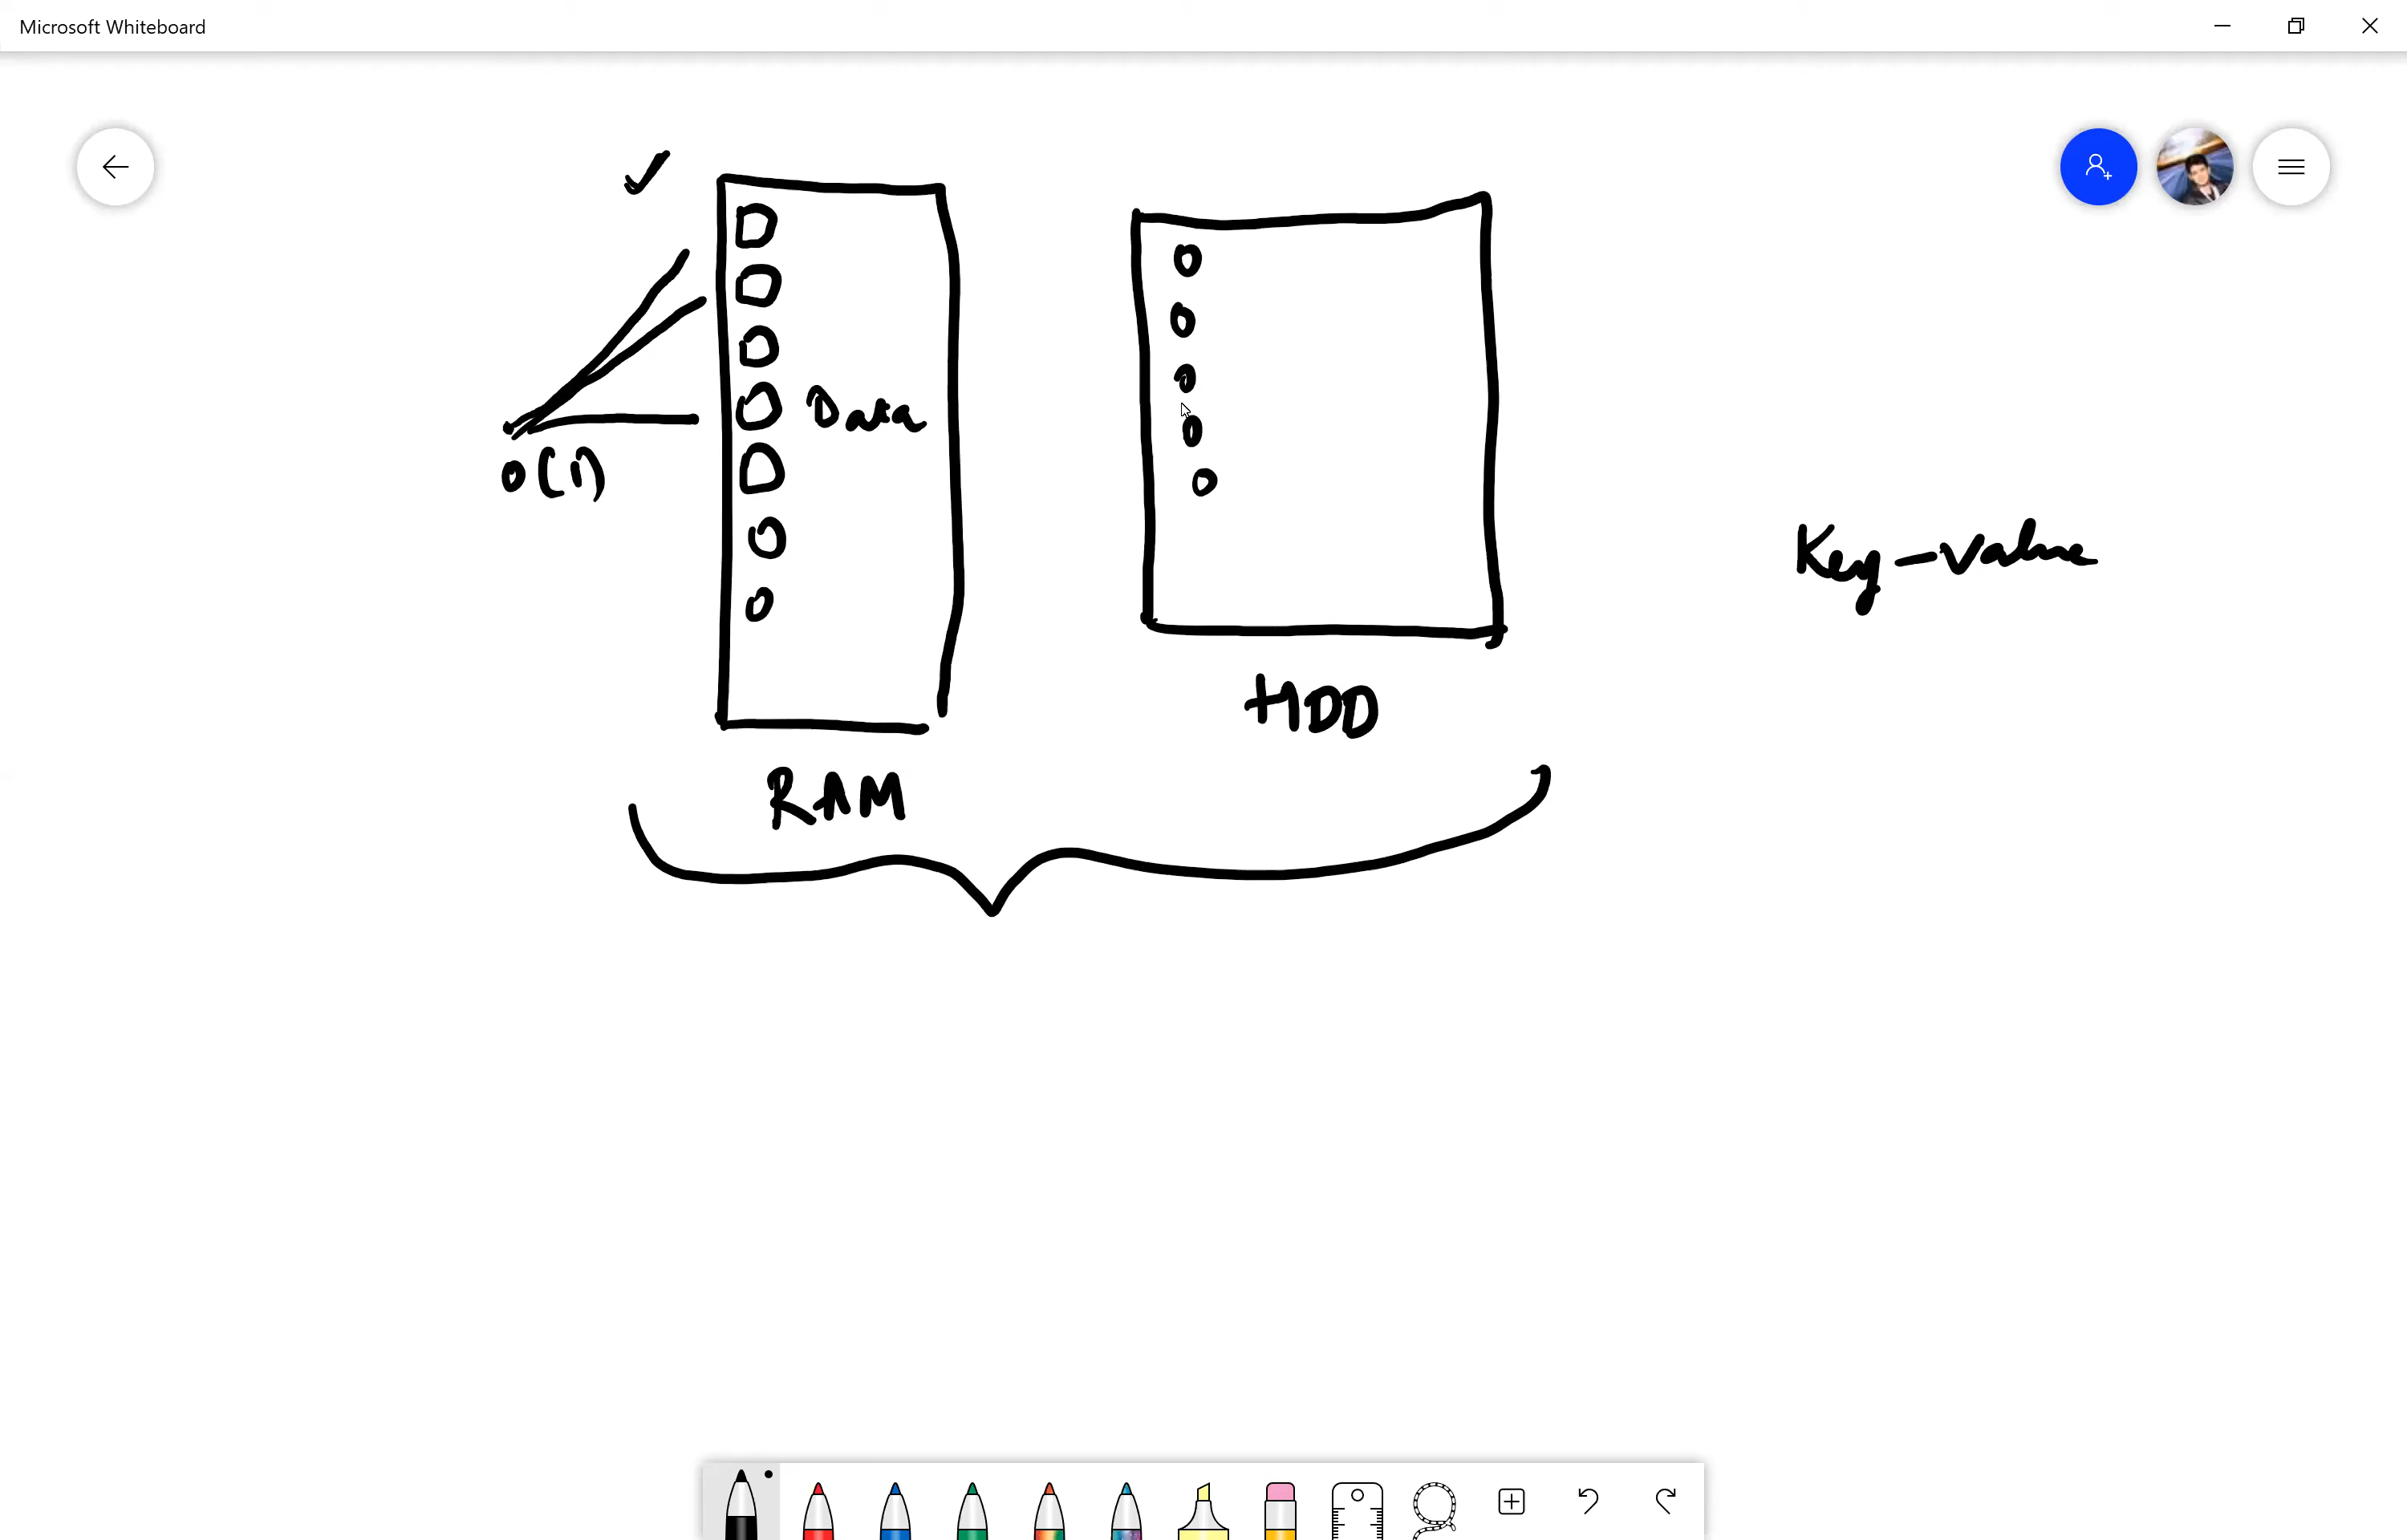 Microsoft Whiteboard
Data
O(1)
Key-Value
HDD
RAM